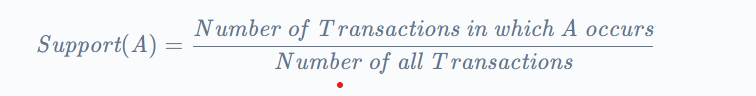 Support(A) = Number of Transactions in which A occurs
Number of all Transactions